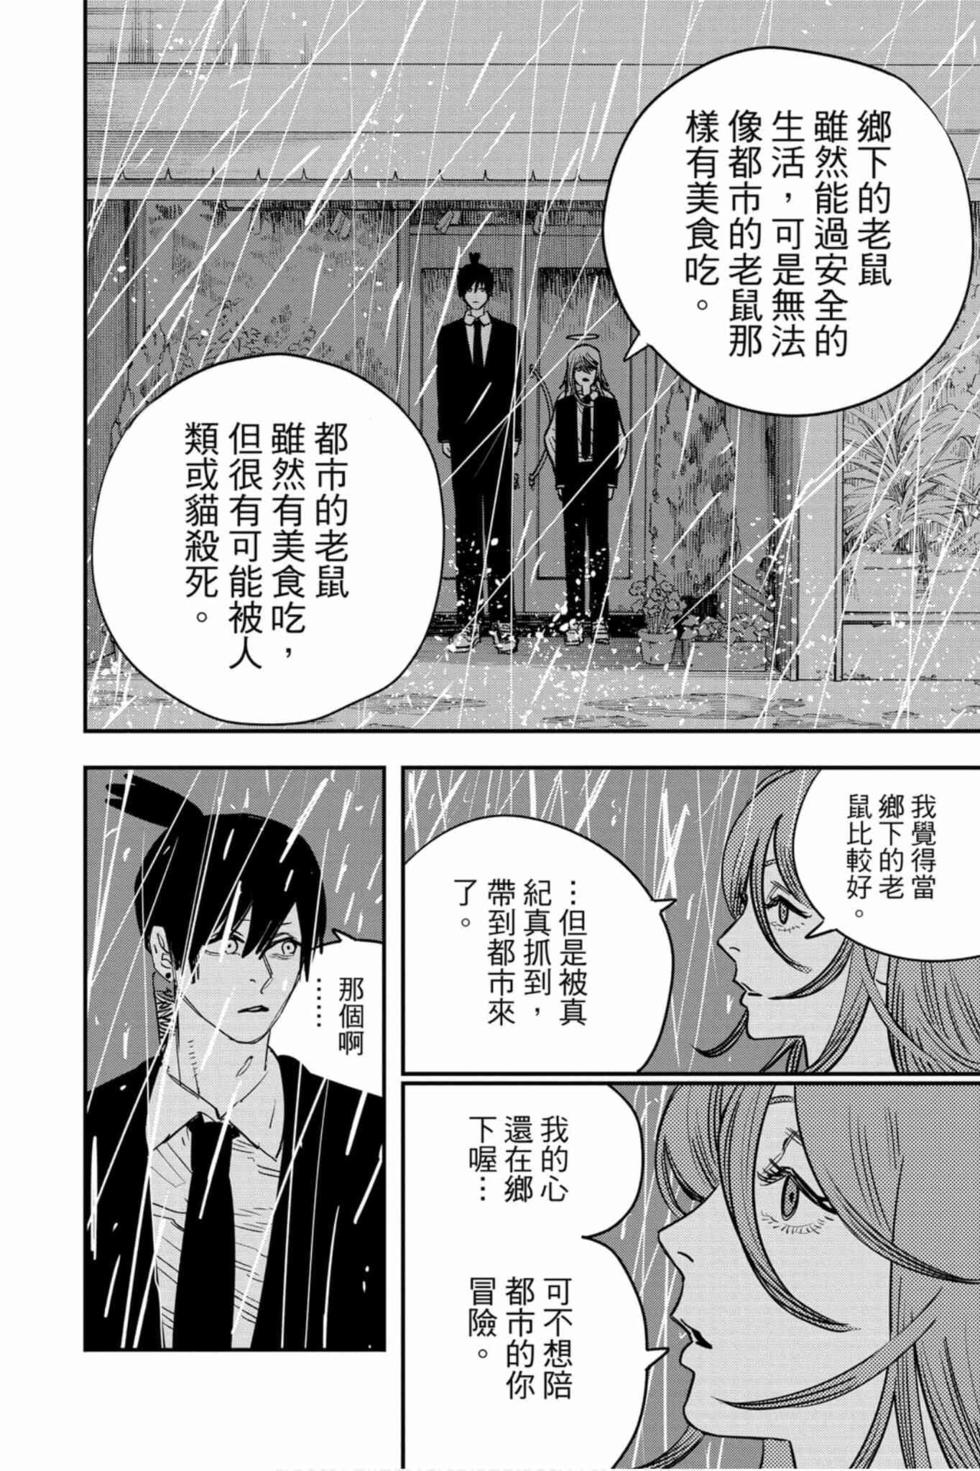 鄉下的老鼠
雖然能過安全的
生活，可是無法
像都市的老鼠那
樣有美食吃。
都市的老鼠
雖然有美食吃，
但很有可能被人
類或貓殺死。
我覺得當
鄉下的老
鼠比較好。
…但是被真
紀真抓到，
帶到都市來
了。
那個啊
……
我的心
還在鄉
下喔…
可不想陪
都市的你
冒險。